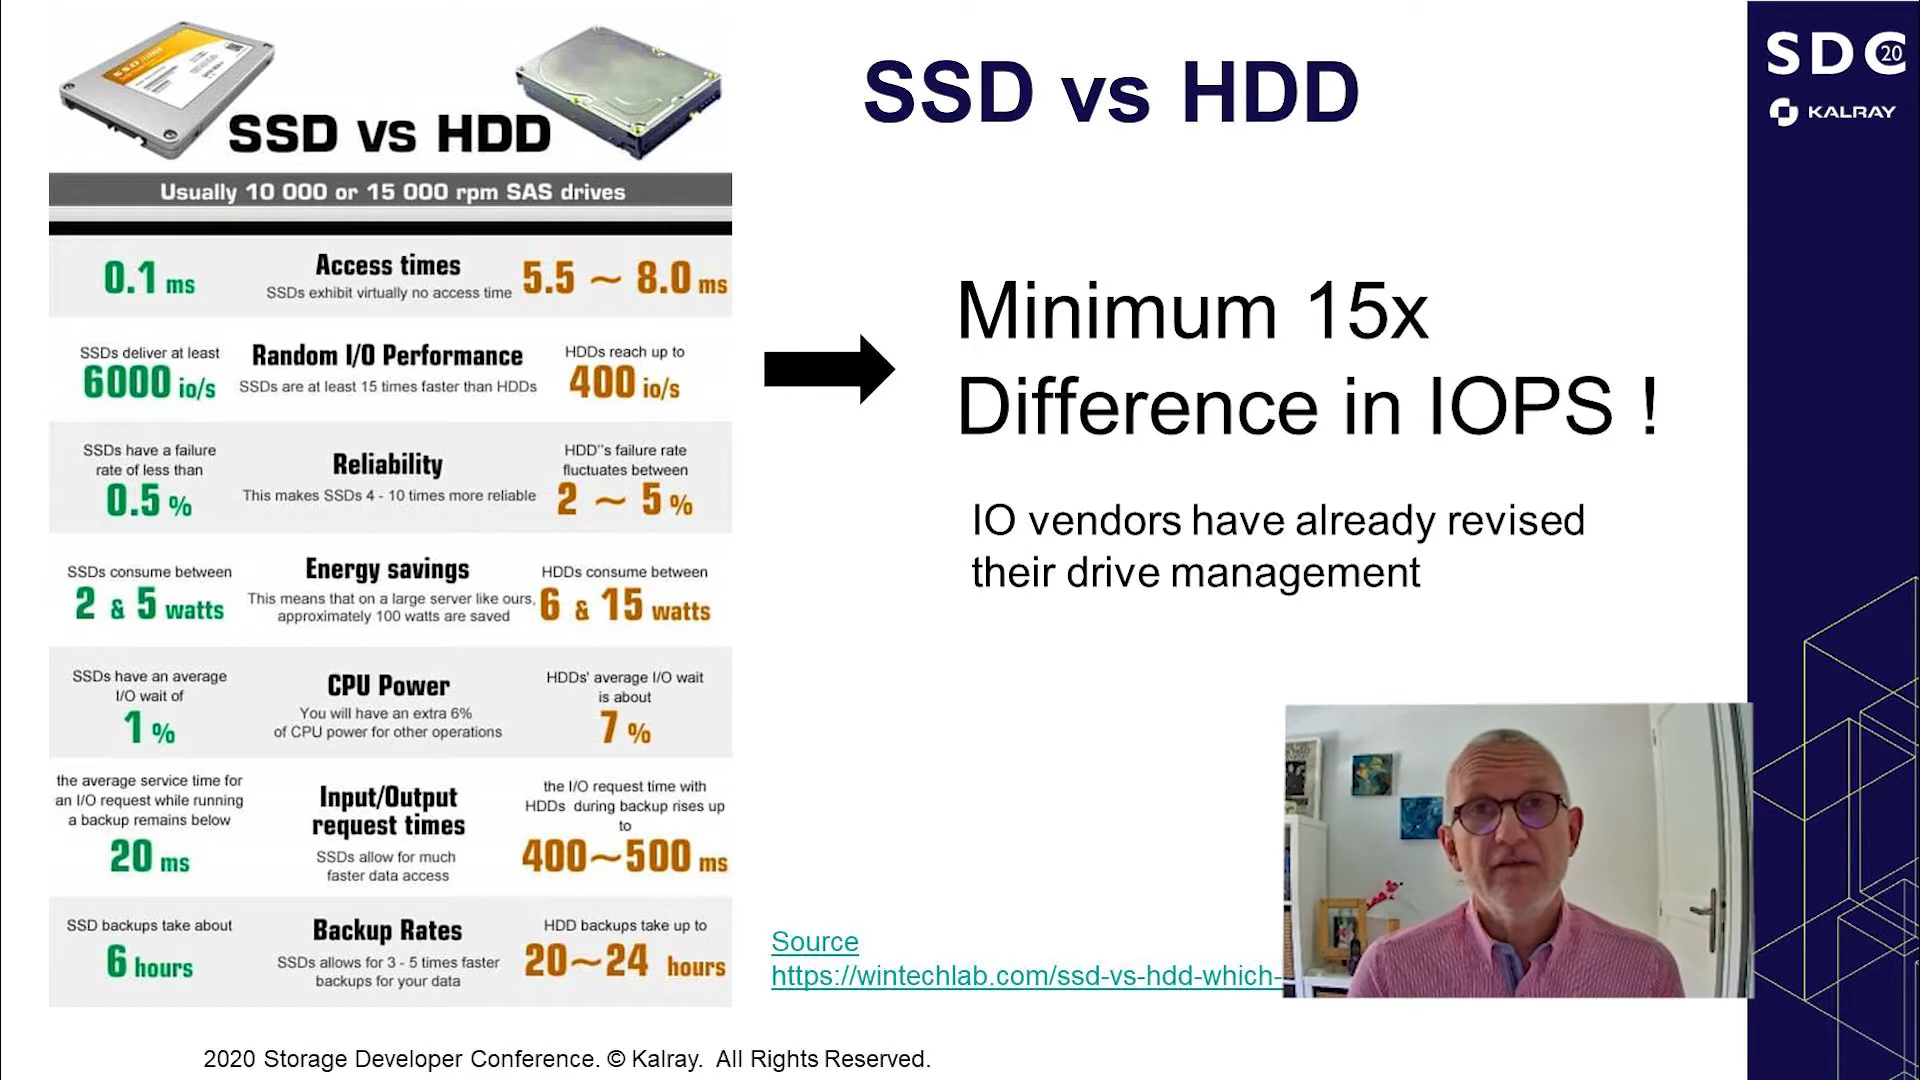 SSD vs HDD
Usually 10 000 or 15 000 rpm SAS drives
0.1 ms
Access times
SSDs exhibit virtually no access time
5.5 ~ 8.0 ms
SSDs deliver at least
6000 io/s
Random I/O Performance
SSDs are at least 15 times faster than HDDs
HDDs reach up to
400 io/s
SSDs have a failure
rate of less than
0.5 %
Reliability
This makes SSDs 4 - 10 times more reliable
HDD"s failure rate
fluctuates between
2 ~ 5 %
SSDs consume between
2 & 5 watts
Energy savings
This means that on a large server like ours,
approximately 100 watts are saved
HDDs consume between
6 & 15 watts
SSDs have an average
I/O wait of
1 %
CPU Power
You will have an extra 6%
of CPU power for other operations
HDDs' average I/O wait
is about
7 %
the average service time for
an I/O request while running
a backup remains below
20 ms
Input/Output
request times
SSDs allow for much
faster data access
the I/O request time with
HDDs during backup rises up
to
400~500 ms
SSD backups take about
6 hours
Backup Rates
SSDs allows for 3 - 5 times faster
backups for your data
HDD backups take up to
20~24 hours
SSD vs HDD
Minimum 15x
Difference in IOPS !
IO vendors have already revised
their drive management
Source
https://wintechlab.com/ssd-vs-hdd-which-
SDC 20
KALRAY
2020 Storage Developer Conference. © Kalray. All Rights Reserved.